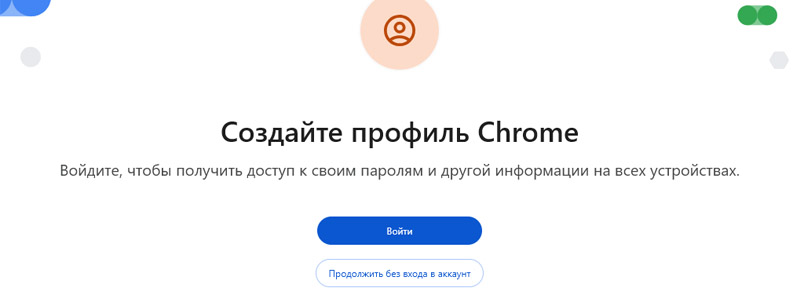 Создайте профиль Chrome
Войдите, чтобы получить доступ к своим паролям и другой информации на всех устройствах.
Войти
Продолжить без входа в аккаунт